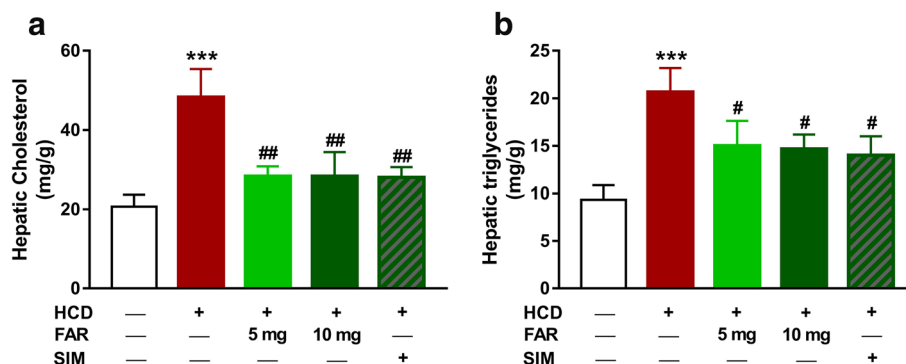 a
Hepatic Cholesterol
(mg/g)
60
40
20
0
***
##
##
##
HCD — + + + +
FAR — — 5 mg 10 mg —
SIM — — — — +
b
Hepatic triglycerides
(mg/g)
25
20
15
10
5
0
***
#
#
#
HCD — + + + +
FAR — — 5 mg 10 mg —
SIM — — — — +